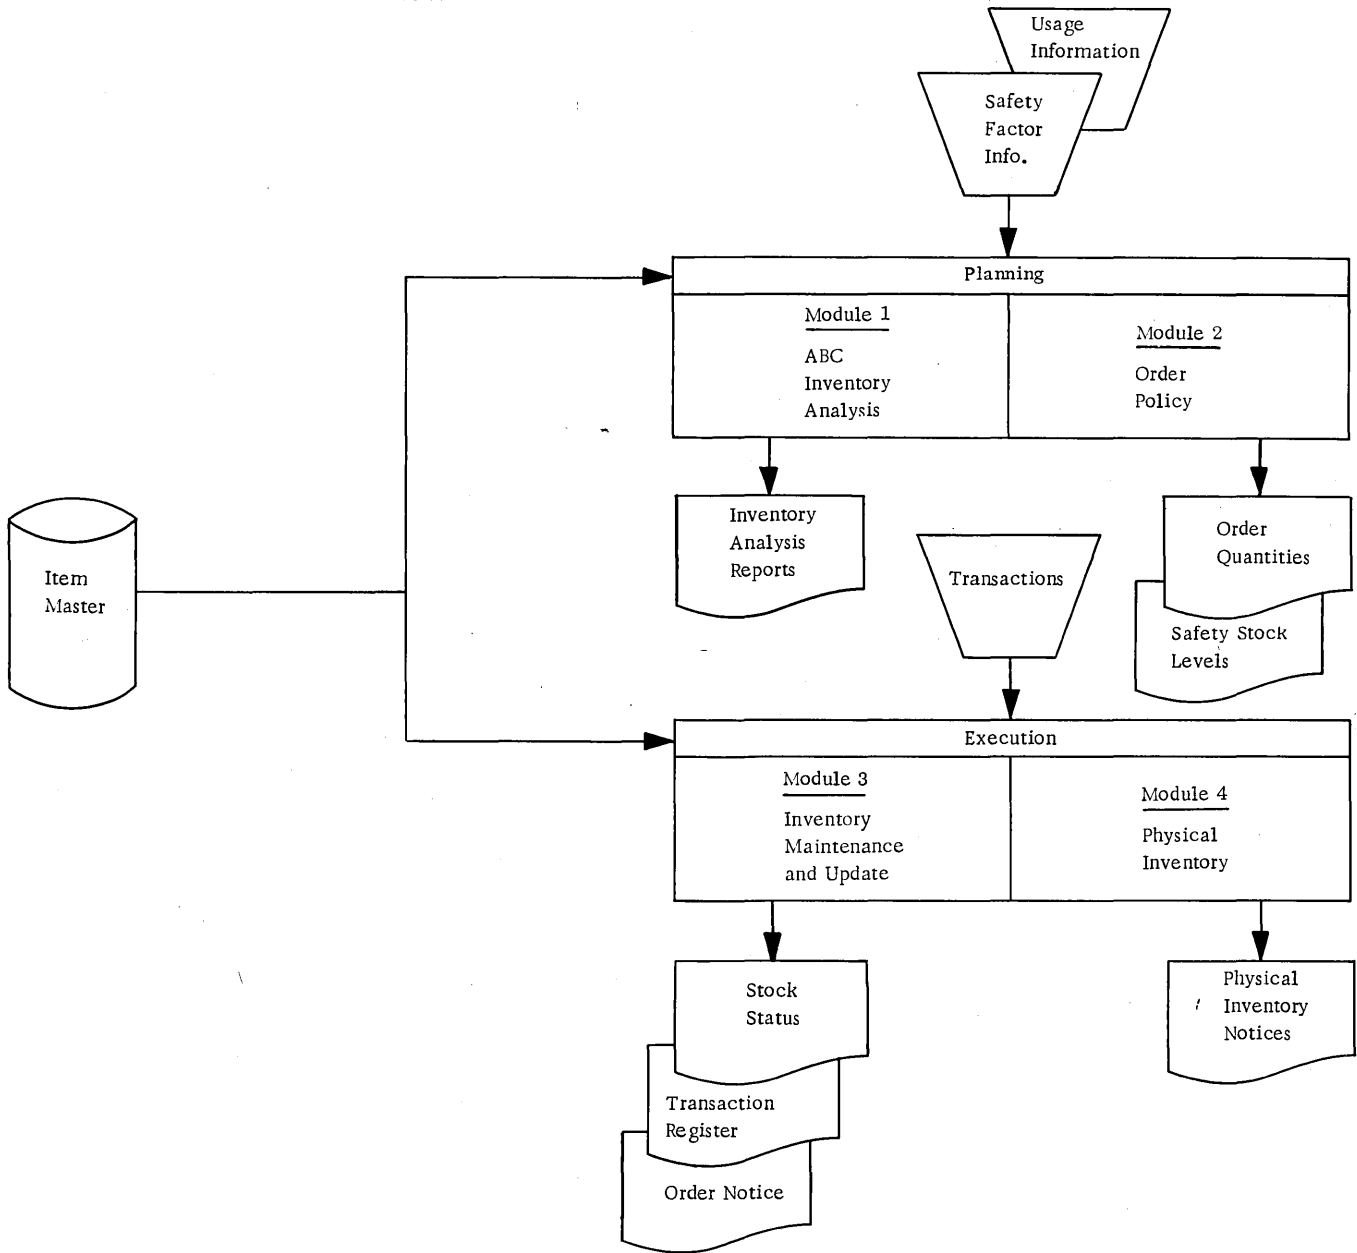 Usage
Information
Safety
Factor
Info.
Planning
Module 1
ABC
Inventory
Analysis
Module 2
Order
Policy
Inventory
Analysis
Reports
Order
Quantities
Safety Stock
Levels
Transactions
Item
Master
Execution
Module 3
Inventory
Maintenance
and Update
Module 4
Physical
Inventory
Stock
Status
Transaction
Register
Order Notice
Physical
Inventory
Notices